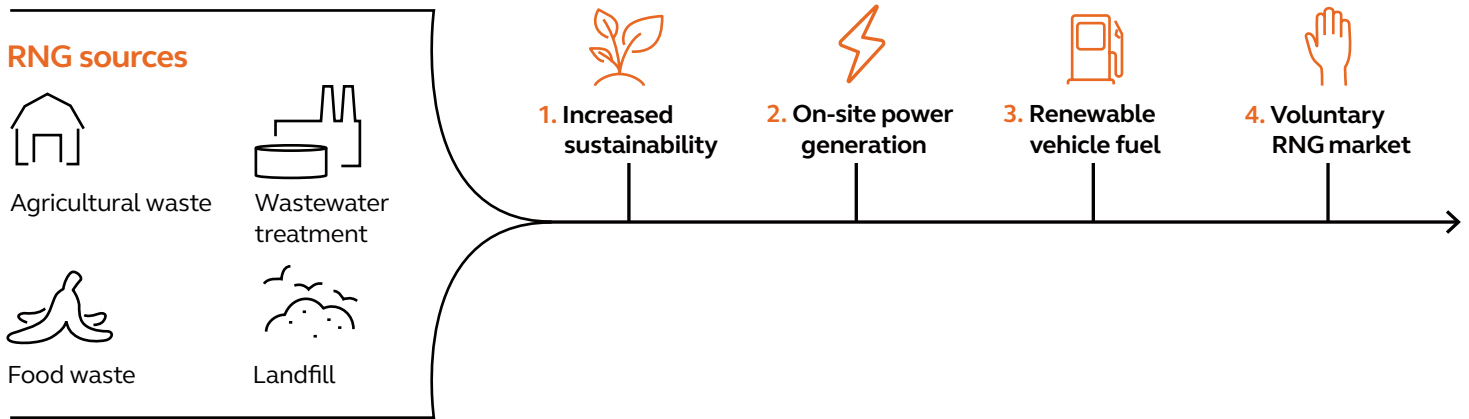 RNG sources
Agricultural waste
Wastewater
treatment
Food waste
Landfill
1. Increased
sustainability
2. On-site power
generation
3. Renewable
vehicle fuel
4. Voluntary
RNG market